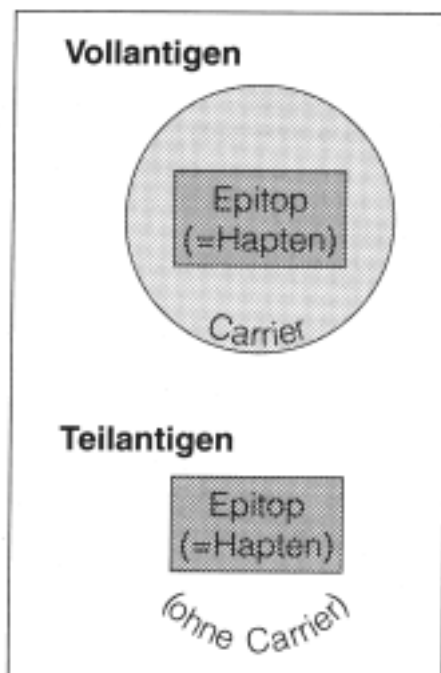 Vollantigen
Epitop
(=Hapten)
Carrier
Teilantigen
Epitop
(=Hapten)
(ohne Carrier)